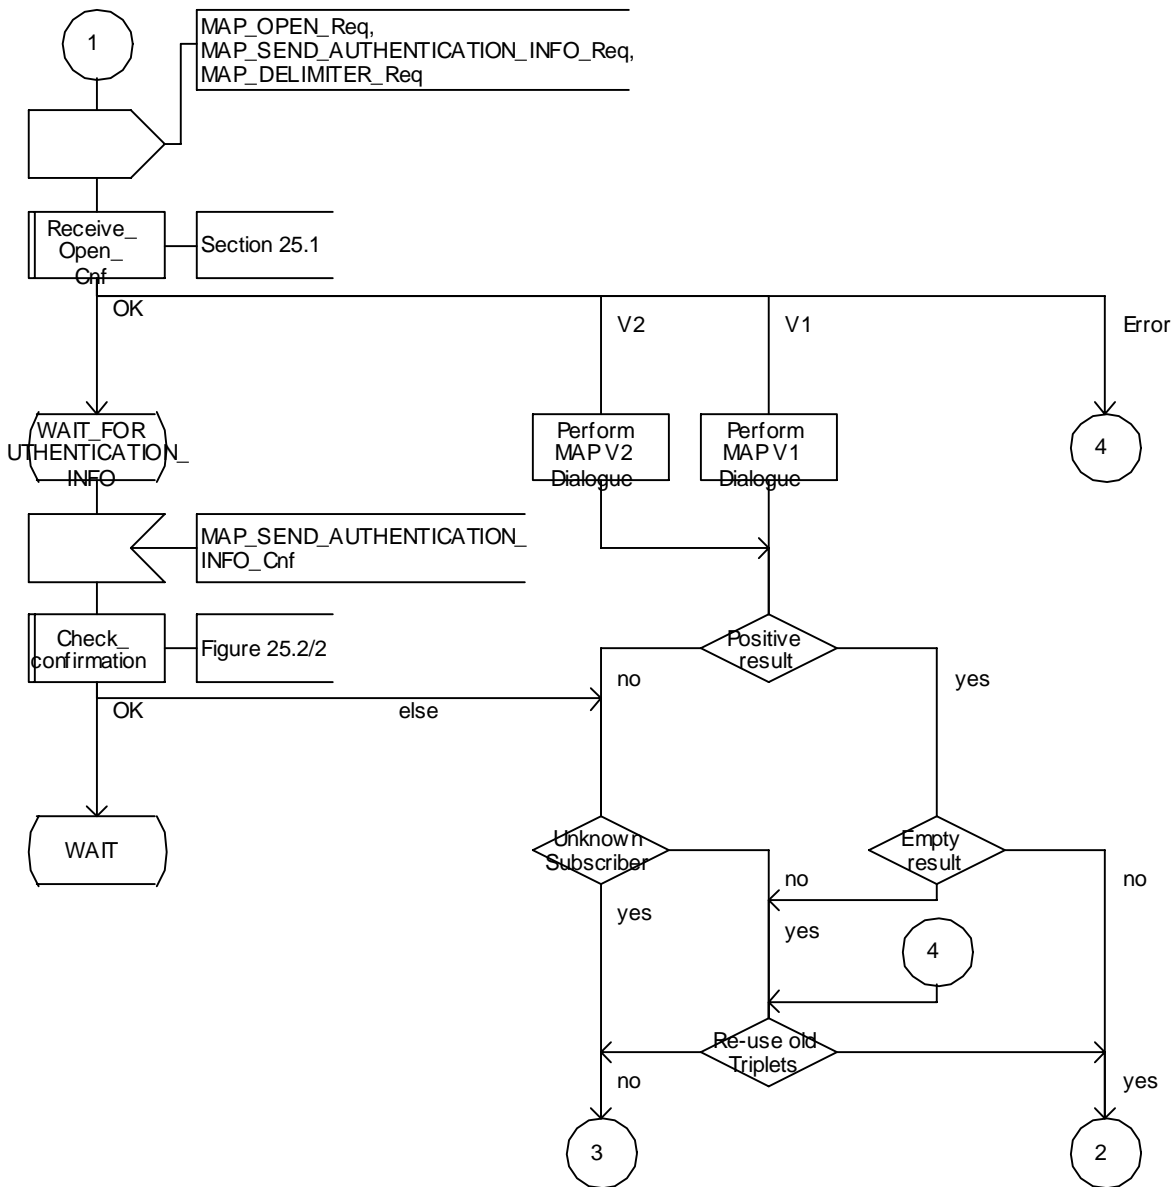 1
MAP_OPEN_Req,
MAP_SEND_AUTHENTICATION_INFO_Req,
MAP_DELIMITER_Req
Receive_
Open_
Cnf
Section 25.1
OK
V2
V1
Error
WAIT_FOR
UTHENTICATION_
INFO
Perform
MAP V2
Dialogue
Perform
MAP V1
Dialogue
4
MAP_SEND_AUTHENTICATION_
INFO_Cnf
Check_
confirmation
Figure 25.2/2
Positive
result
no
yes
OK
else
WAIT
Unknown
Subscriber
Empty
result
no
no
yes
yes
4
Re-use old
Triplets
no
yes
3
2